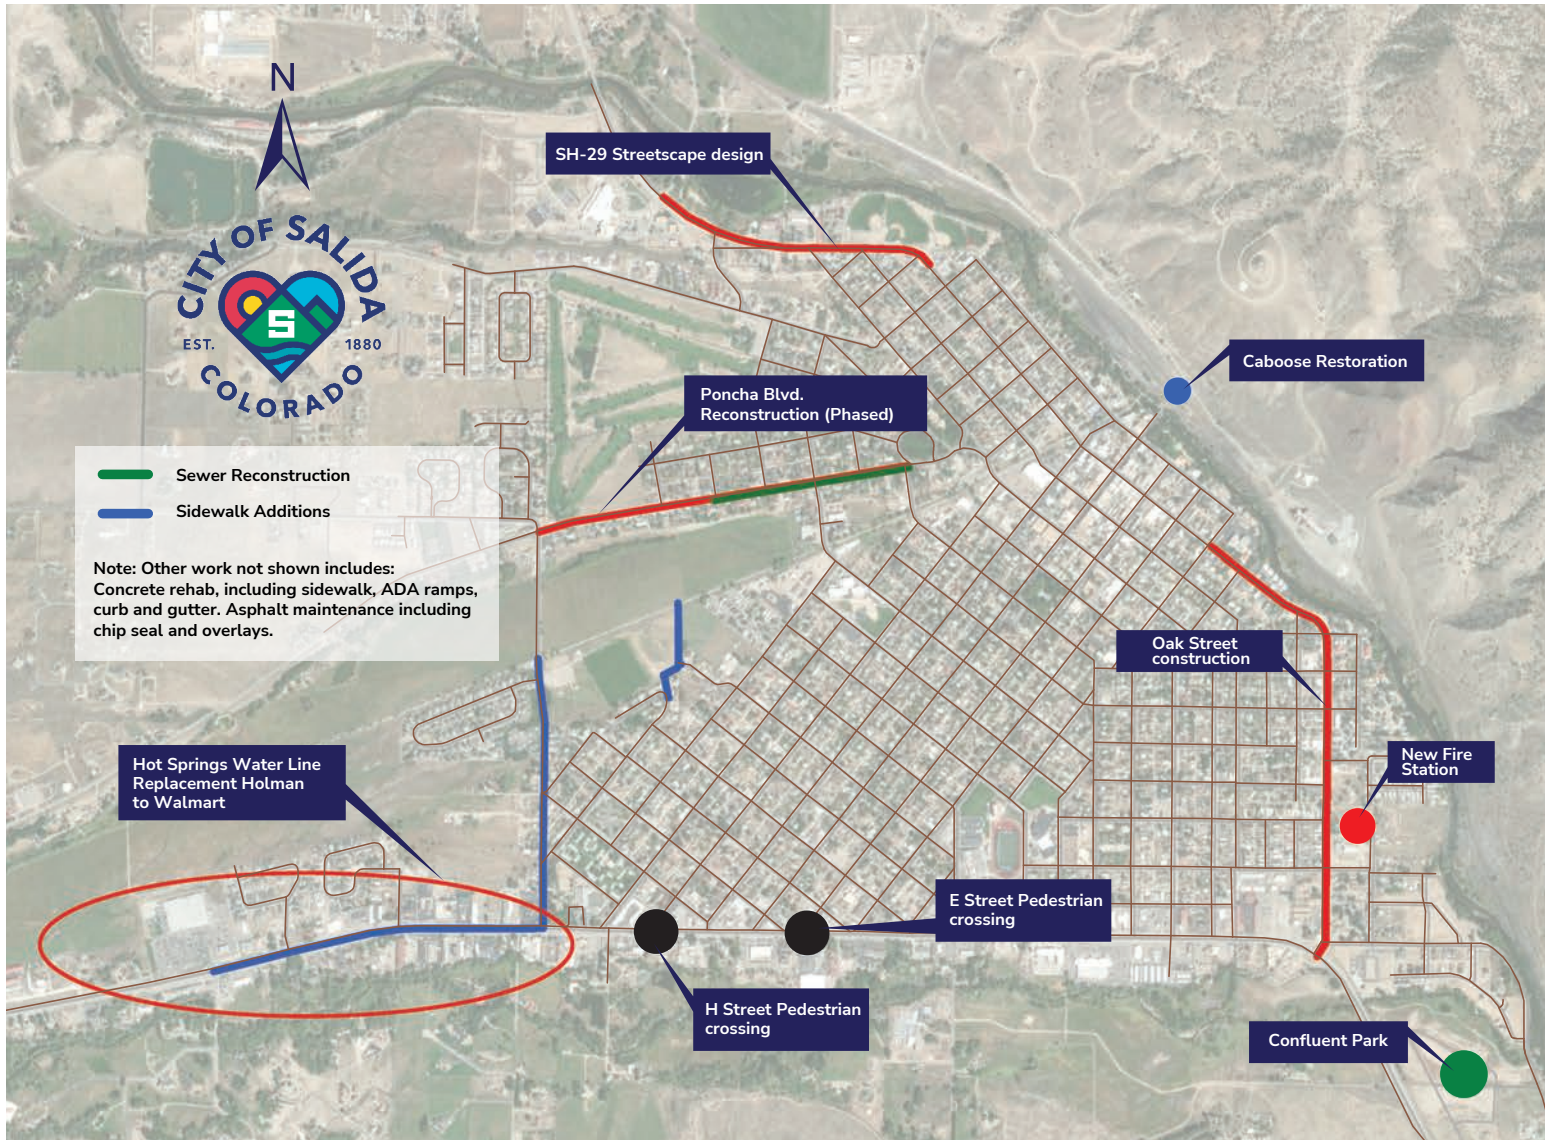 N
CITY OF SALIDA
S
EST. 1880
COLORADO
SH-29 Streetscape design
Caboose Restoration
Poncha Blvd.
Reconstruction (Phased)
Sewer Reconstruction
Sidewalk Additions
Note: Other work not shown includes:
Concrete rehab, including sidewalk, ADA ramps,
curb and gutter. Asphalt maintenance including
chip seal and overlays.
Oak Street
construction
New Fire
Station
Hot Springs Water Line
Replacement Holman
to Walmart
E Street Pedestrian
crossing
H Street Pedestrian
crossing
Confluent Park